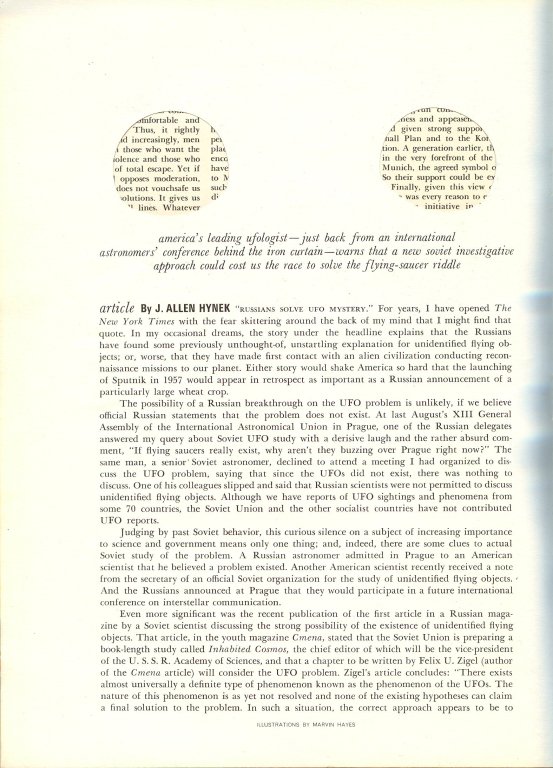 comfortable and
Thus, it rightly
d increasingly, men
those who want the
iolence and those who
of total escape. Yet if
opposes moderation,
does not vouchsafe us
solutions. It gives us
lines. Whatever
h
pe
plac
enco
have
to M
such
di
ness and appeasem
d given strong suppo
hall Plan and to the Kor
tion. A generation earlier, th
in the very forefront of the
Munich, the agreed symbol o
So their support could be ex
Finally, given this view
was every reason to
initiative in
america's leading ufologist—just back from an international
astronomers' conference behind the iron curtain—warns that a new soviet investigative
approach could cost us the race to solve the flying-saucer riddle
article By J. ALLEN HYNEK "RUSSIANS SOLVE UFO MYSTERY." For years, I have opened The
New York Times with the fear skittering around the back of my mind that I might find that
quote. In my occasional dreams, the story under the headline explains that the Russians
have found some previously unthought-of, unstartling explanation for unidentified flying ob-
jects; or, worse, that they have made first contact with an alien civilization conducting recon-
naissance missions to our planet. Either story would shake America so hard that the launching
of Sputnik in 1957 would appear in retrospect as important as a Russian announcement of a
particularly large wheat crop.
The possibility of a Russian breakthrough on the UFO problem is unlikely, if we believe
official Russian statements that the problem does not exist. At last August's XIII General
Assembly of the International Astronomical Union in Prague, one of the Russian delegates
answered my query about Soviet UFO study with a derisive laugh and the rather absurd com-
ment, "If flying saucers really exist, why aren't they buzzing over Prague right now?" The
same man, a senior Soviet astronomer, declined to attend a meeting I had organized to dis-
cuss the UFO problem, saying that since the UFOs did not exist, there was nothing to
discuss. One of his colleagues slipped and said that Russian scientists were not permitted to discuss
unidentified flying objects. Although we have reports of UFO sightings and phenomena from
some 70 countries, the Soviet Union and the other socialist countries have not contributed
UFO reports.
Judging by past Soviet behavior, this curious silence on a subject of increasing importance
to science and government means only one thing; and, indeed, there are some clues to actual
Soviet study of the problem. A Russian astronomer admitted in Prague to an American
scientist that he believed a problem existed. Another American scientist recently received a note
from the secretary of an official Soviet organization for the study of unidentified flying objects.
And the Russians announced at Prague that they would participate in a future international
conference on interstellar communication.
Even more significant was the recent publication of the first article in a Russian maga-
zine by a Soviet scientist discussing the strong possibility of the existence of unidentified flying
objects. That article, in the youth magazine Cmena, stated that the Soviet Union is preparing a
book-length study called Inhabited Cosmos, the chief editor of which will be the vice-president
of the U. S. S. R. Academy of Sciences, and that a chapter to be written by Felix U. Zigel (author
of the Cmena article) will consider the UFO problem. Zigel's article concludes: "There exists
almost universally a definite type of phenomenon known as the phenomenon of the UFOs. The
nature of this phenomenon is as yet not resolved and none of the existing hypotheses can claim
a final solution to the problem. In such a situation, the correct approach appears to be to
ILLUSTRATIONS BY MARVIN HAYES